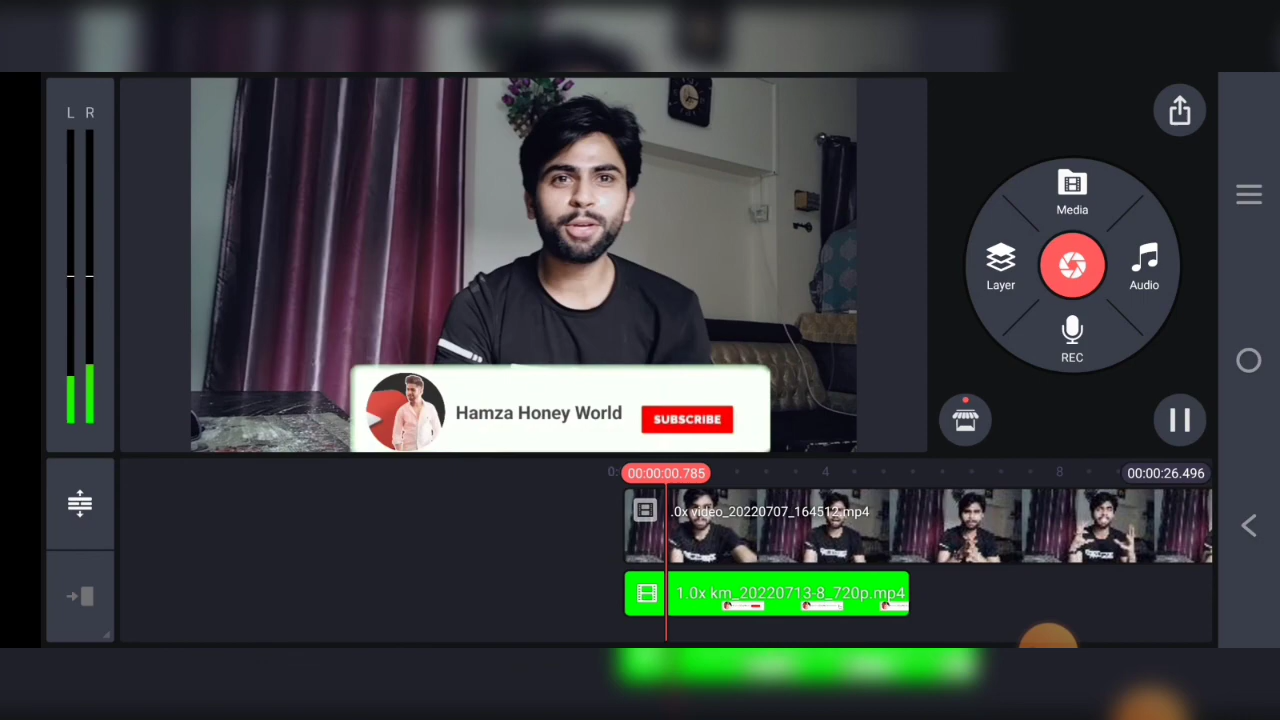 L R
Media
Layer
Audio
REC
Hamza Honey World
SUBSCRIBE
0:
00:00:00.785
4
8
00:00:26.496
.0x video_20220707_164512.mp4
1.0x km_20220713-8_720p.mp4